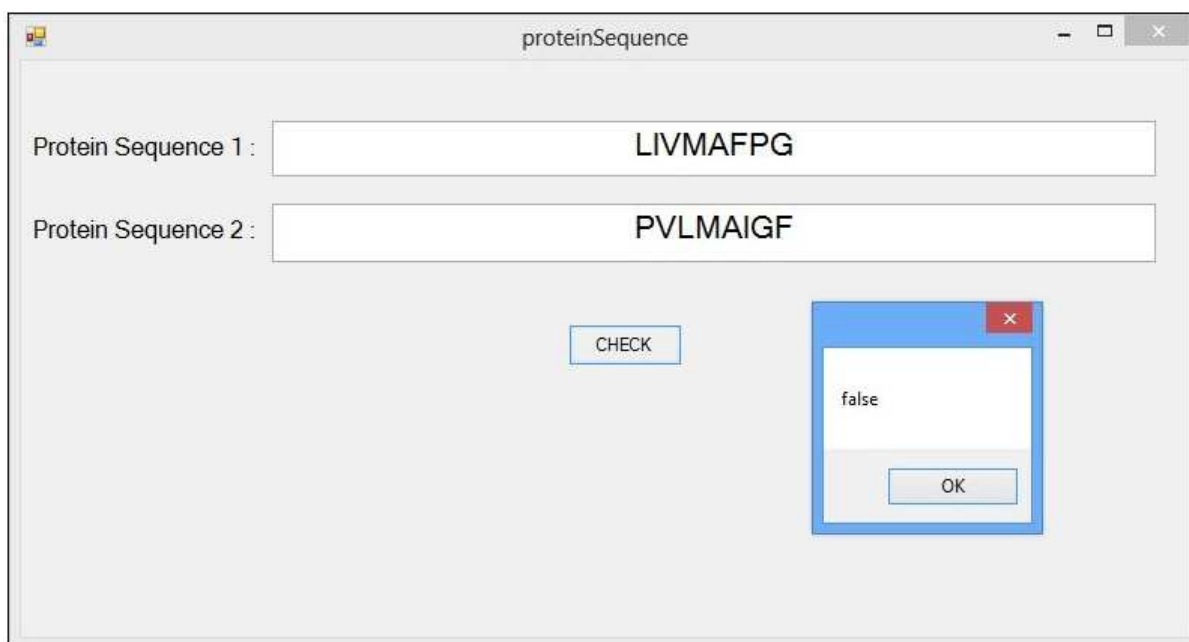 proteinSequence
Protein Sequence 1 : LIVMAFPG
Protein Sequence 2 : PVLMAIGF
CHECK
false
OK